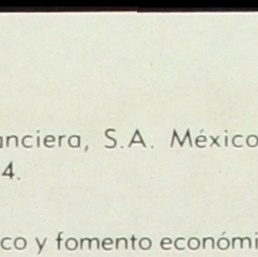 anciera, S.A. México
4.
co y fomento económi